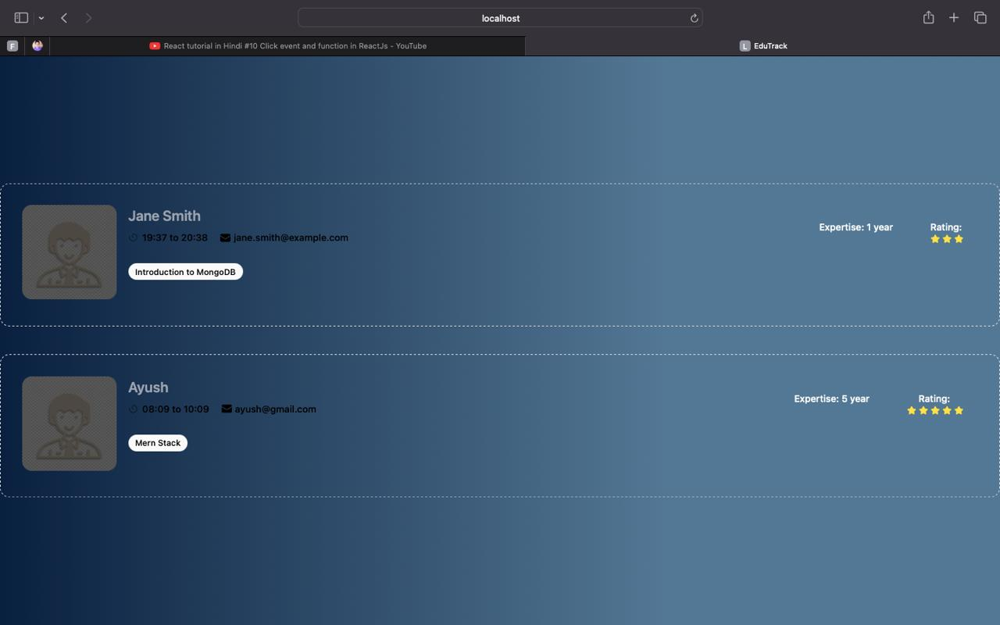 localhost
F
React tutorial in Hindi #10 Click event and function in ReactJs - YouTube
L EduTrack
Jane Smith
19:37 to 20:38 jane.smith@example.com
Introduction to MongoDB
Expertise: 1 year
Rating:
Ayush
08:09 to 10:09 ayush@gmail.com
Mern Stack
Expertise: 5 year
Rating: